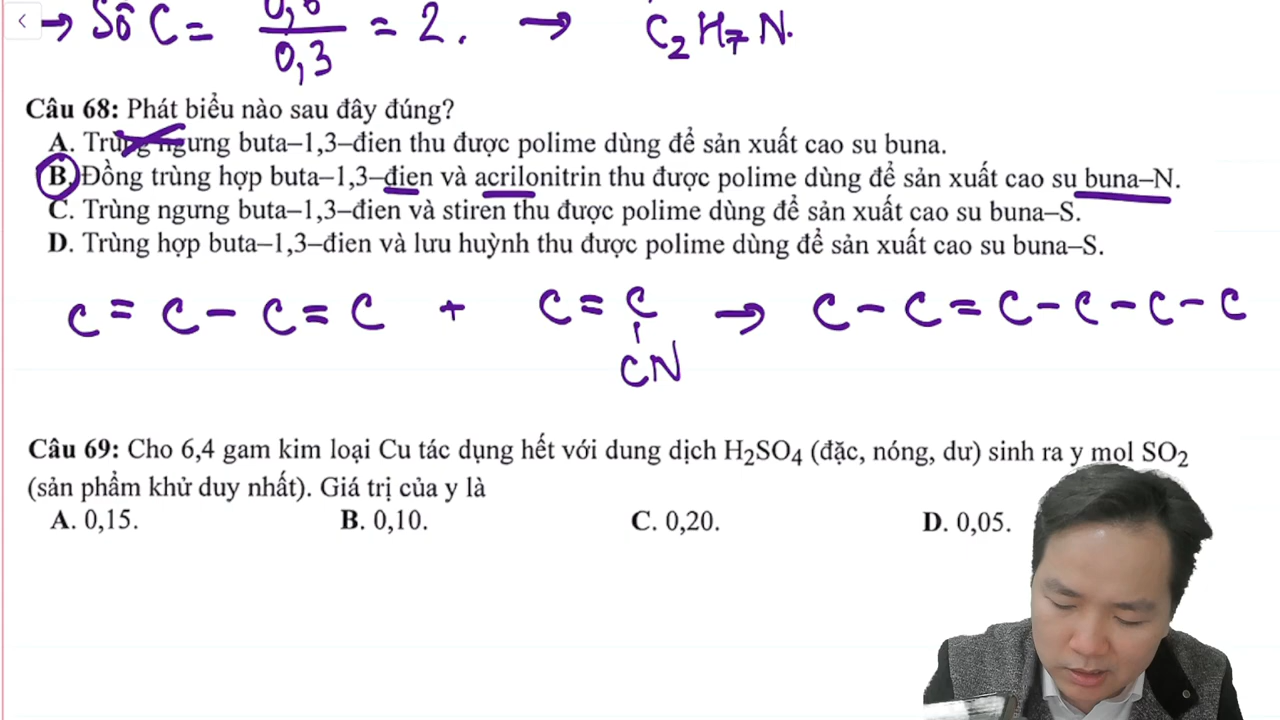 → Số C = 0,6 / 0,3 = 2. → C2H7N.
Câu 68: Phát biểu nào sau đây đúng?
A. Trùng ngưng buta–1,3–đien thu được polime dùng để sản xuất cao su buna.
B. Đồng trùng hợp buta–1,3–đien và acrilonitrin thu được polime dùng để sản xuất cao su buna–N.
C. Trùng ngưng buta–1,3–đien và stiren thu được polime dùng để sản xuất cao su buna–S.
D. Trùng hợp buta–1,3–đien và lưu huỳnh thu được polime dùng để sản xuất cao su buna–S.
C = C – C = C + C = C → C – C = C – C – C – C
CN
Câu 69: Cho 6,4 gam kim loại Cu tác dụng hết với dung dịch H2SO4 (đặc, nóng, dư) sinh ra y mol SO2
(sản phẩm khử duy nhất). Giá trị của y là
A. 0,15. B. 0,10. C. 0,20. D. 0,05.